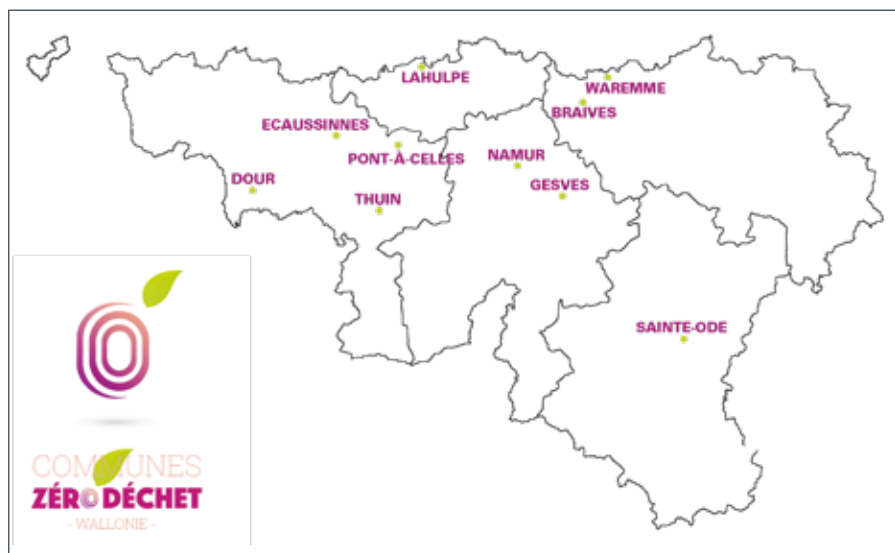 LAHULPE
WAREMME
BRAIVES
ECAUSSINNES
PONT-À-CELLES
NAMUR
DOUR
GESVES
THUIN
SAINTE-ODE
COMMUNES
ZÉRO DÉCHET
- WALLONIE -